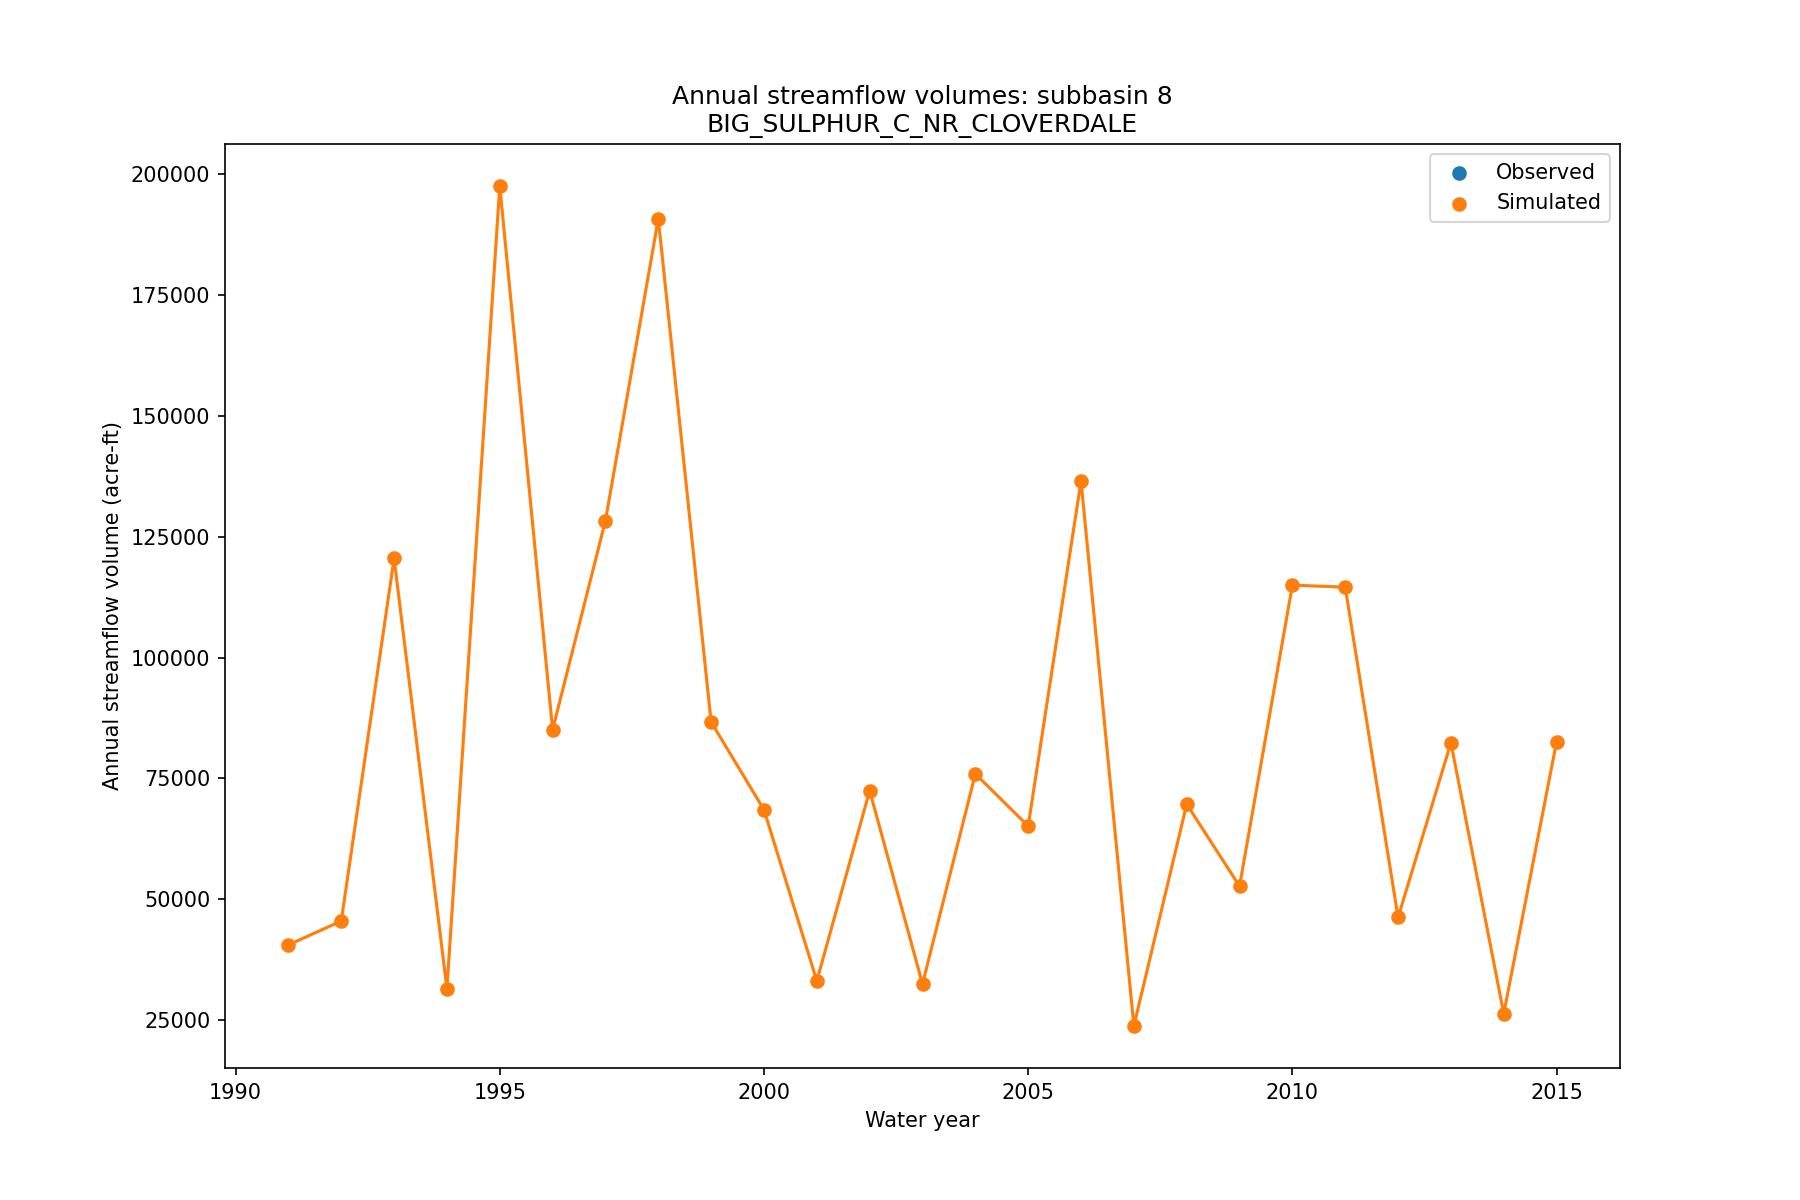 Annual streamflow volumes: subbasin 8
BIG_SULPHUR_C_NR_CLOVERDALE
Observed
Simulated
Annual streamflow volume (acre-ft)
200000
175000
150000
125000
100000
75000
50000
25000
1990 1995 2000 2005 2010 2015
Water year